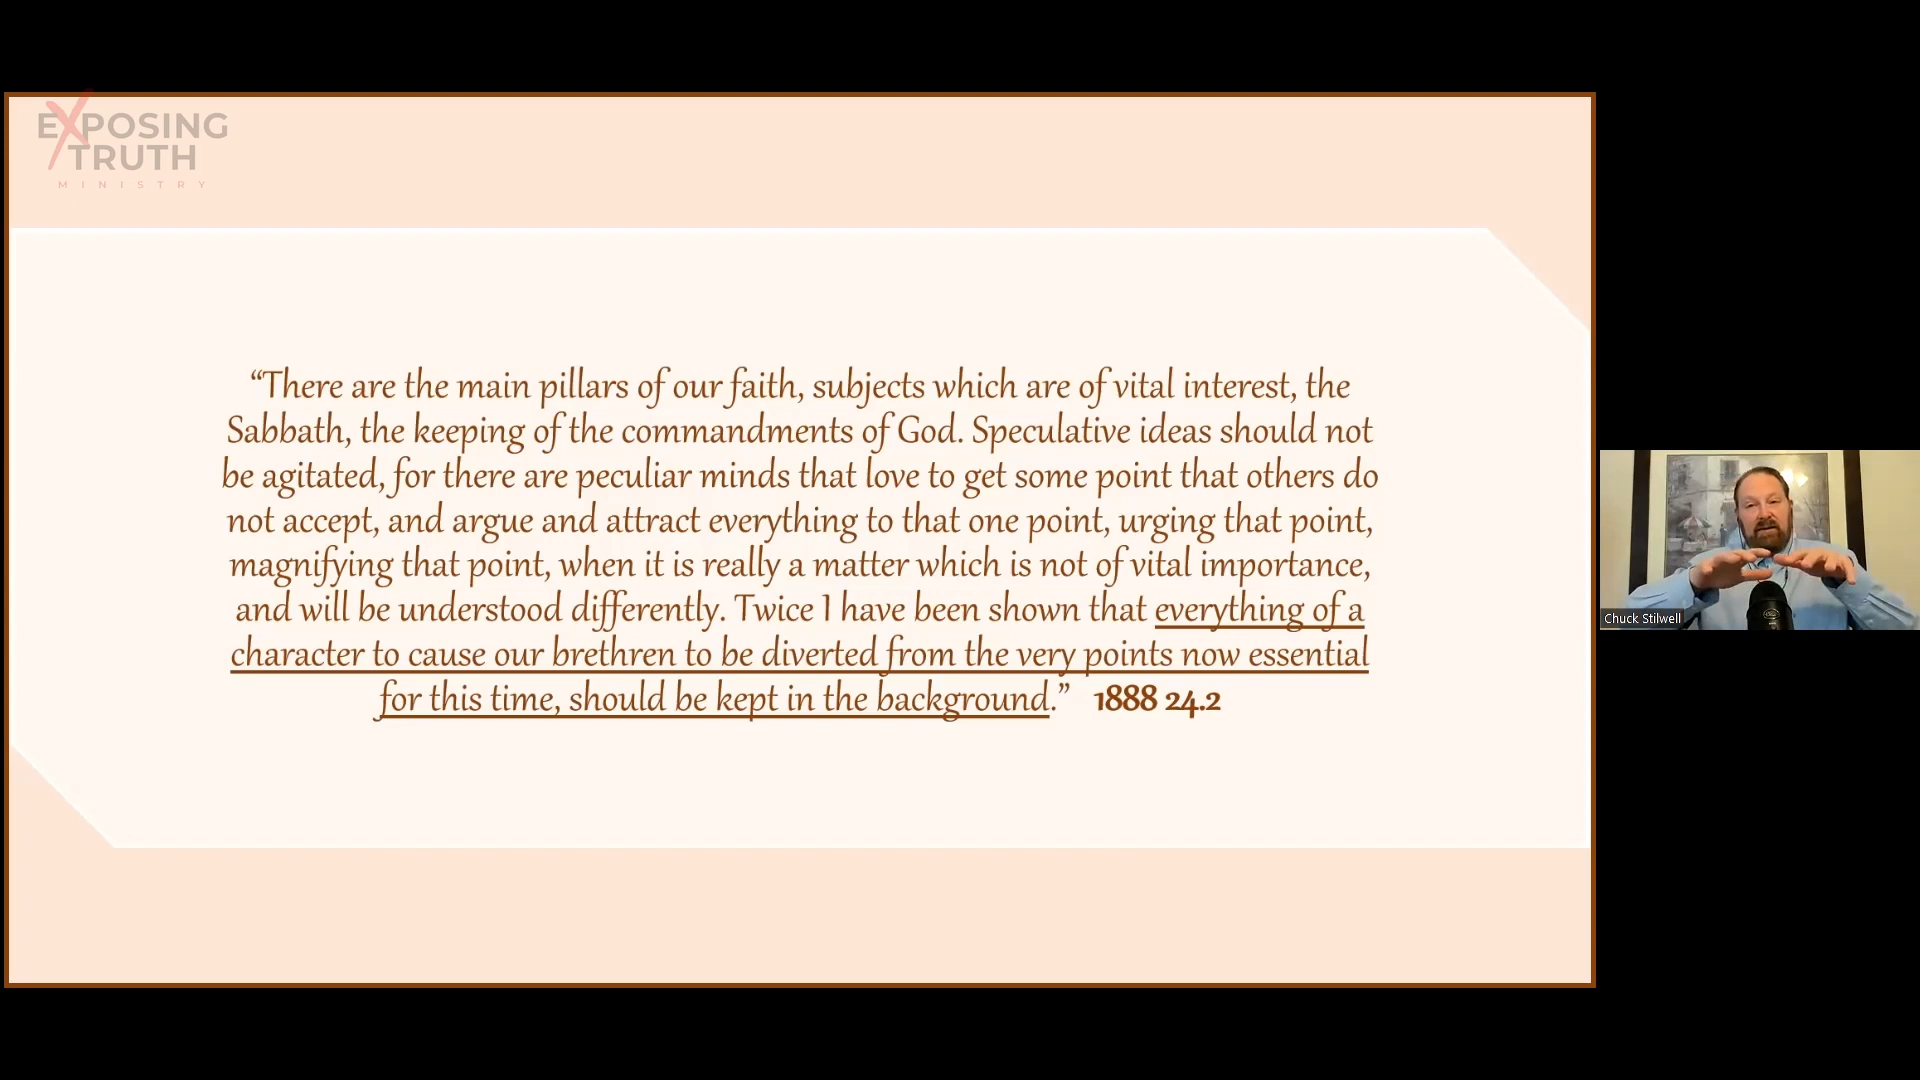 EXPOSING
TRUTH
MINISTRY
“There are the main pillars of our faith, subjects which are of vital interest, the
Sabbath, the keeping of the commandments of God. Speculative ideas should not
be agitated, for there are peculiar minds that love to get some point that others do
not accept, and argue and attract everything to that one point, urging that point,
magnifying that point, when it is really a matter which is not of vital importance,
and will be understood differently. Twice I have been shown that everything of a
character to cause our brethren to be diverted from the very points now essential
for this time, should be kept in the background.” 1888 24.2
Chuck Stilwell